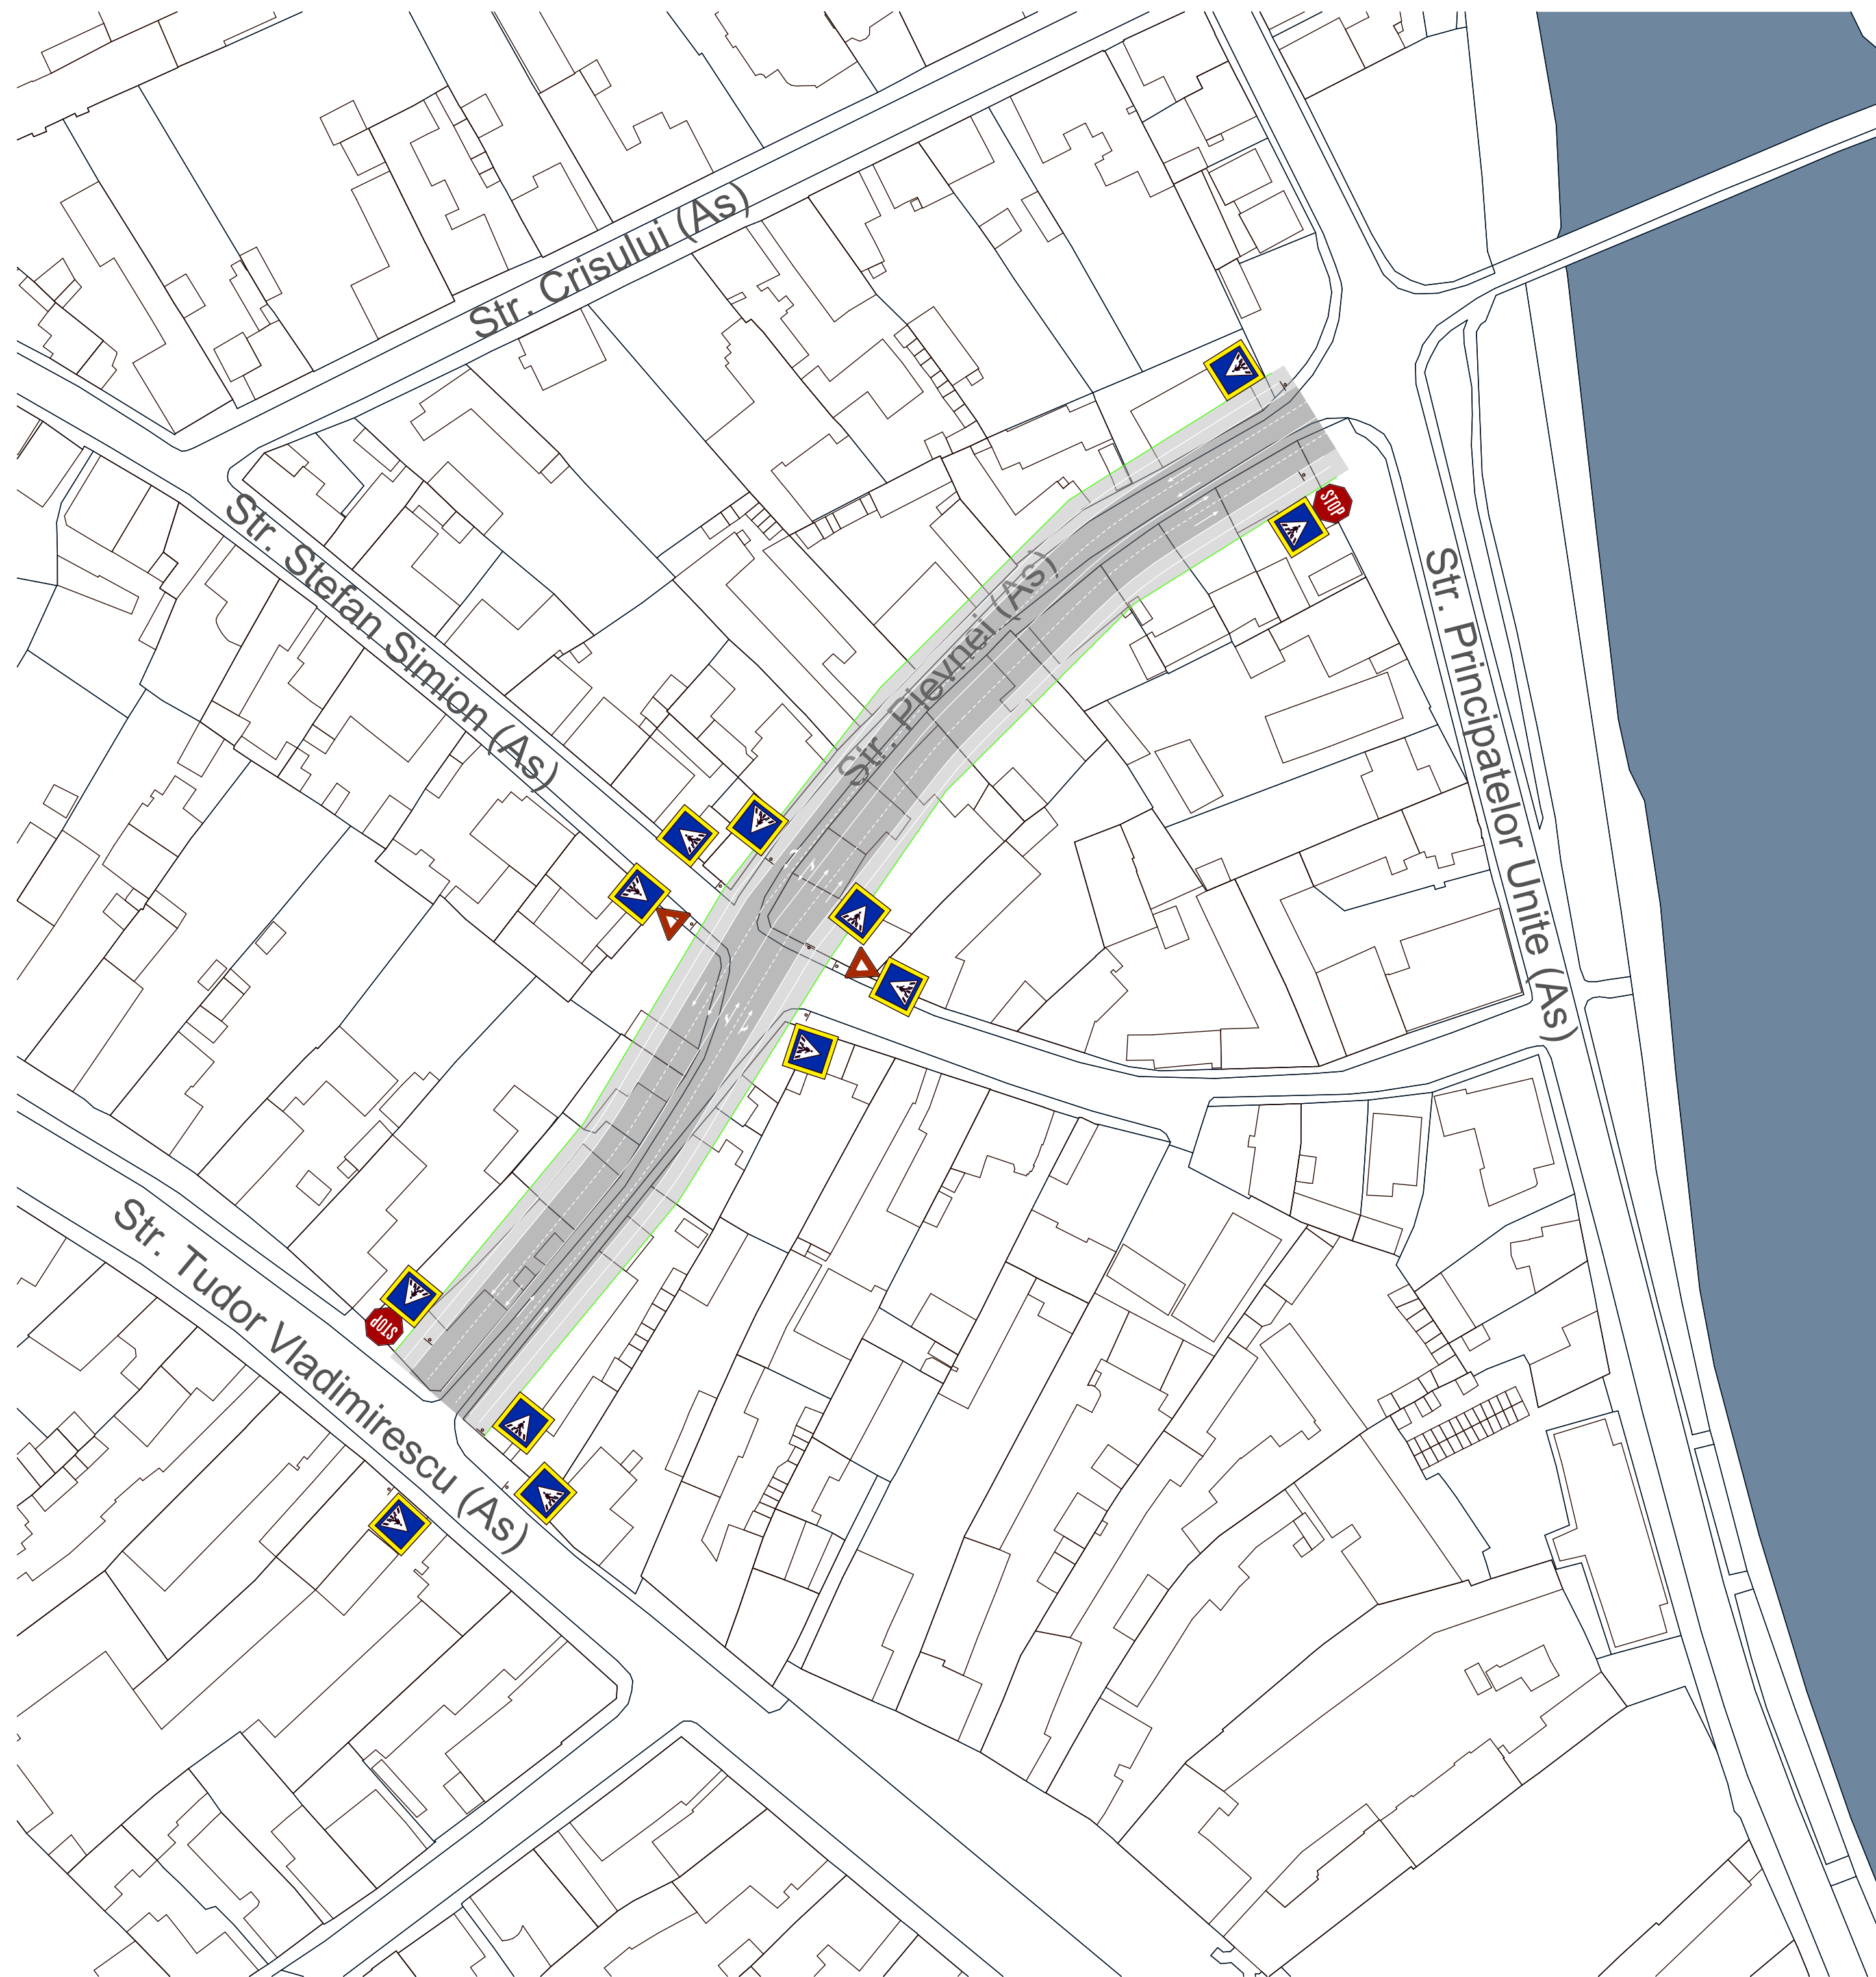 Str. Crisului (As)
Str. Stefan Simion (As)
STOP
Str. Plevnei (As)
Str. Principatelor Unite (As)
Str. Tudor Vladimirescu (As)
STOP